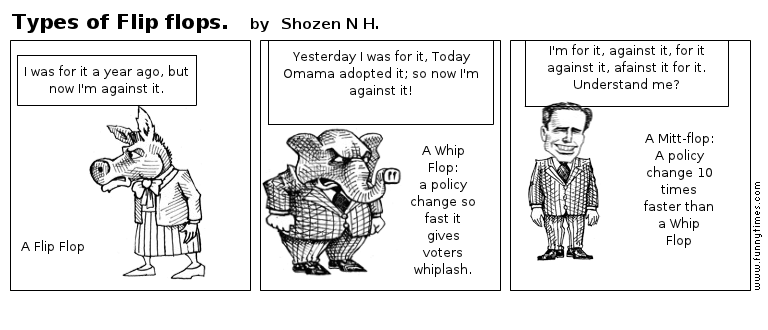 Types of Flip flops. by Shozen N H.
I was for it a year ago, but
now I'm against it.
A Flip Flop
Yesterday I was for it, Today
Omama adopted it; so now I'm
against it!
A Whip
Flop:
a policy
change so
fast it
gives
voters
whiplash.
I'm for it, against it, for it
against it, afainst it for it.
Understand me?
A Mitt-flop:
A policy
change 10
times
faster than
a Whip
Flop
www.funnytimes.com